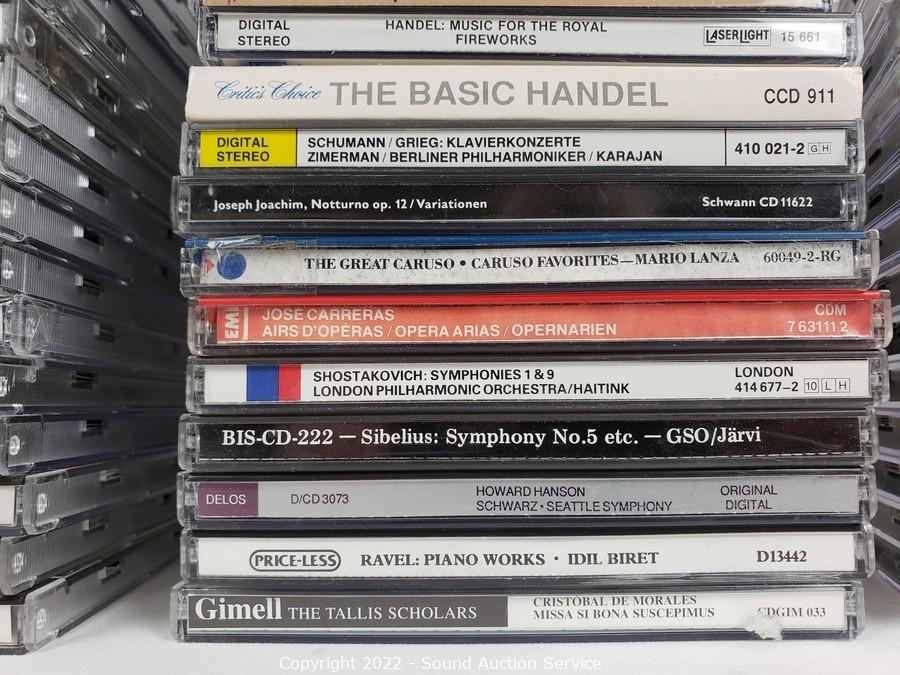 DIGITAL STEREO HANDEL: MUSIC FOR THE ROYAL FIREWORKS LASERLIGHT 15 661
Critic's Choice THE BASIC HANDEL CCD 911
DIGITAL STEREO
SCHUMANN / GRIEG: KLAVIERKONZERTE
ZIMERMAN / BERLINER PHILHARMONIKER / KARAJAN
410 021-2 GH
Joseph Joachim, Notturno op. 12 / Variationen Schwann CD 11622
THE GREAT CARUSO • CARUSO FAVORITES—MARIO LANZA 60049-2-RG
EMI
JOSÉ CARRERAS
AIRS D'OPÉRAS / OPERA ARIAS / OPERNARIEN
CDM
7 63111 2
SHOSTAKOVICH: SYMPHONIES 1 & 9
LONDON PHILHARMONIC ORCHESTRA/HAITINK
LONDON
414 677–2 10 L H
BIS-CD-222 — Sibelius: Symphony No.5 etc. — GSO/Järvi
DELOS D/CD 3073
HOWARD HANSON
SCHWARZ • SEATTLE SYMPHONY
ORIGINAL
DIGITAL
PRICE-LESS RAVEL: PIANO WORKS • IDIL BIRET D13442
Gimell THE TALLIS SCHOLARS
CRISTÓBAL DE MORALES
MISSA SI BONA SUSCEPIMUS
CDGIM 033
Copyright 2022 - Sound Auction Service